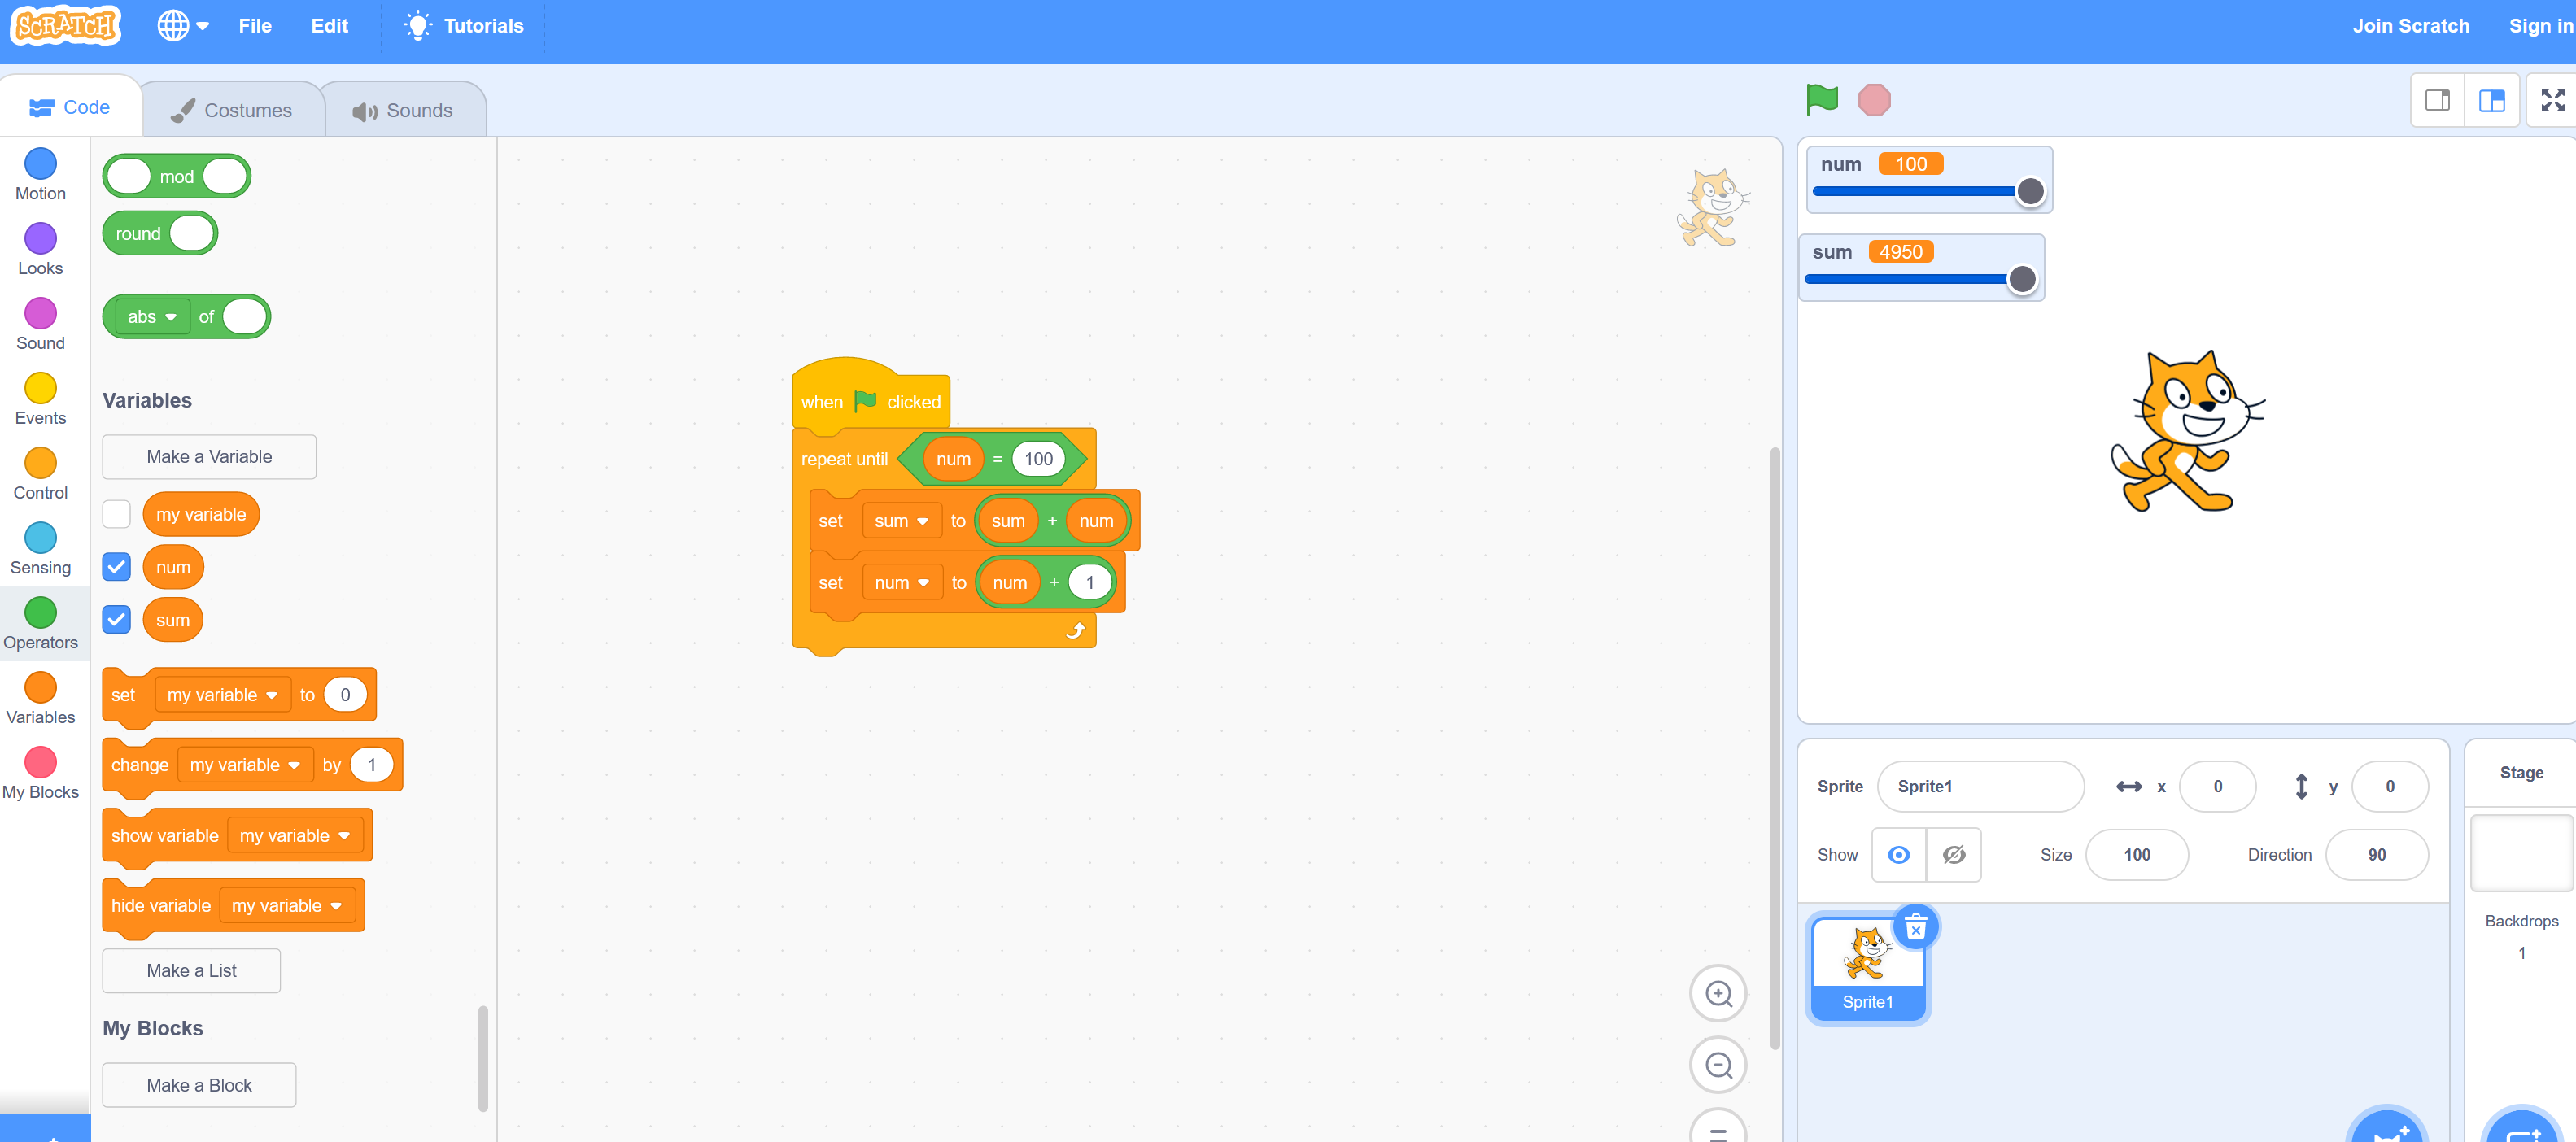 SCRATCH File Edit Tutorials Join Scratch Sign in
Code Costumes Sounds
Motion
Looks
Sound
Events
Control
Sensing
Operators
Variables
My Blocks
mod
round
abs of
Variables
Make a Variable
my variable
num
sum
set my variable to 0
change my variable by 1
show variable my variable
hide variable my variable
Make a List
My Blocks
Make a Block
when clicked
repeat until num = 100
set sum to sum + num
set num to num + 1
num 100
sum 4950
Sprite Sprite1 x 0 y 0
Show Size 100 Direction 90
Sprite1
Stage
Backdrops
1